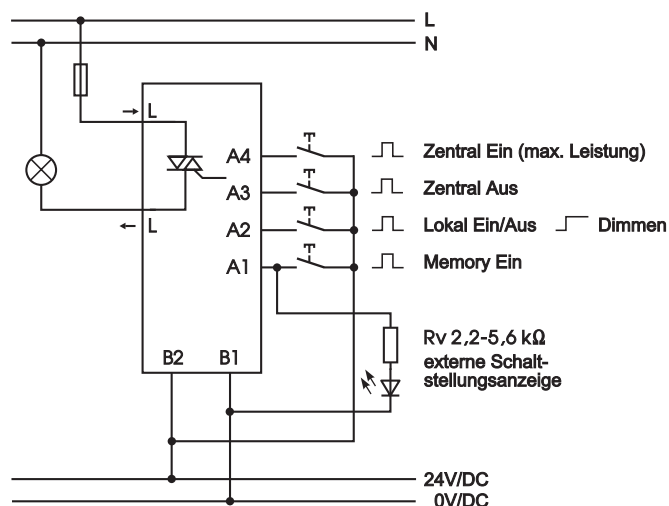 L
N
L
A4
Zentral Ein (max. Leistung)
A3
Zentral Aus
L
A2
Lokal Ein/Aus
Dimmen
A1
Memory Ein
Rv 2,2-5,6 kΩ
externe Schalt-
stellungsanzeige
B2
B1
24V/DC
0V/DC